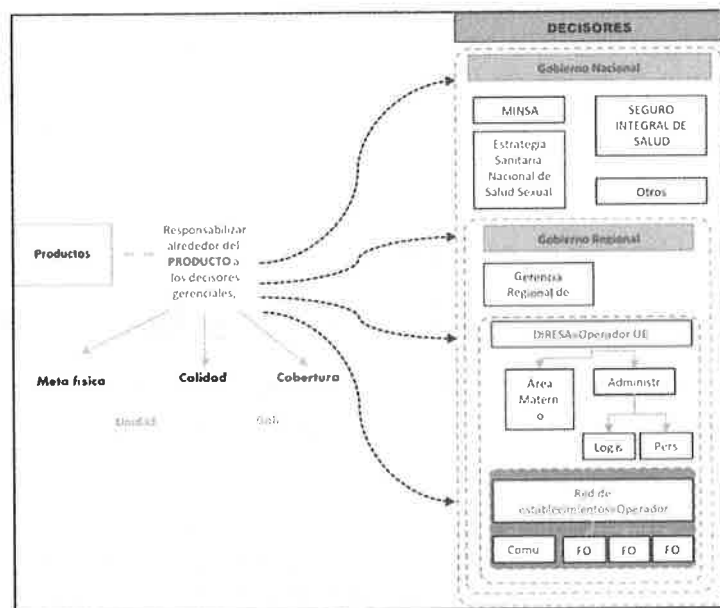 DECISORES
Gobierno Nacional
MINSA
SEGURO
INTEGRAL DE
SALUD
Estrategia
Sanitaria
Nacional de
Salud Sexual
Otros
Productos
Responsabilizar
alrededor del
PRODUCTO a
los decisores
gerenciales,
Gobierno Regional
Gerencia
Regional de
DIRESA=Operador UE
Meta física
Calidad
Cobertura
Área
Matern
o
Administr
Unidad
Logís
Pers
Red de
establecimientos=Operador
Comu
FO
FO
FO